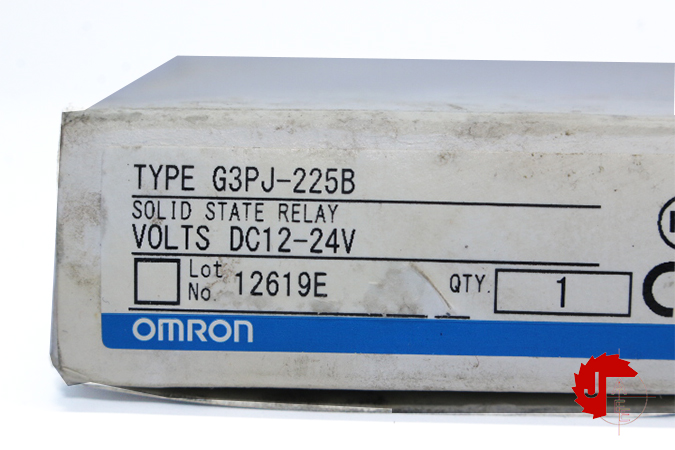 TYPE G3PJ-225B
SOLID STATE RELAY
VOLTS DC12-24V
Lot No. 12619E QTY. 1
OMRON
J